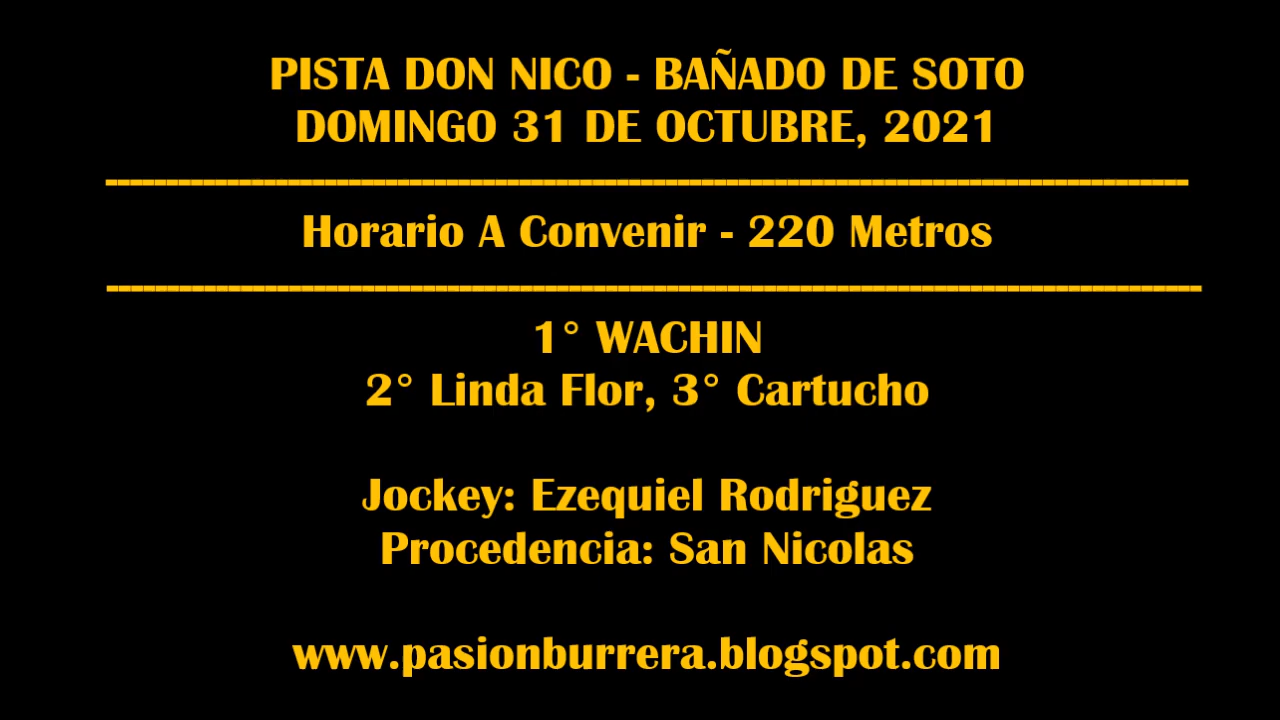 PISTA DON NICO - BAÑADO DE SOTO
DOMINGO 31 DE OCTUBRE, 2021
Horario A Convenir - 220 Metros
1° WACHIN
2° Linda Flor, 3° Cartucho
Jockey: Ezequiel Rodriguez
Procedencia: San Nicolas
www.pasionburrera.blogspot.com